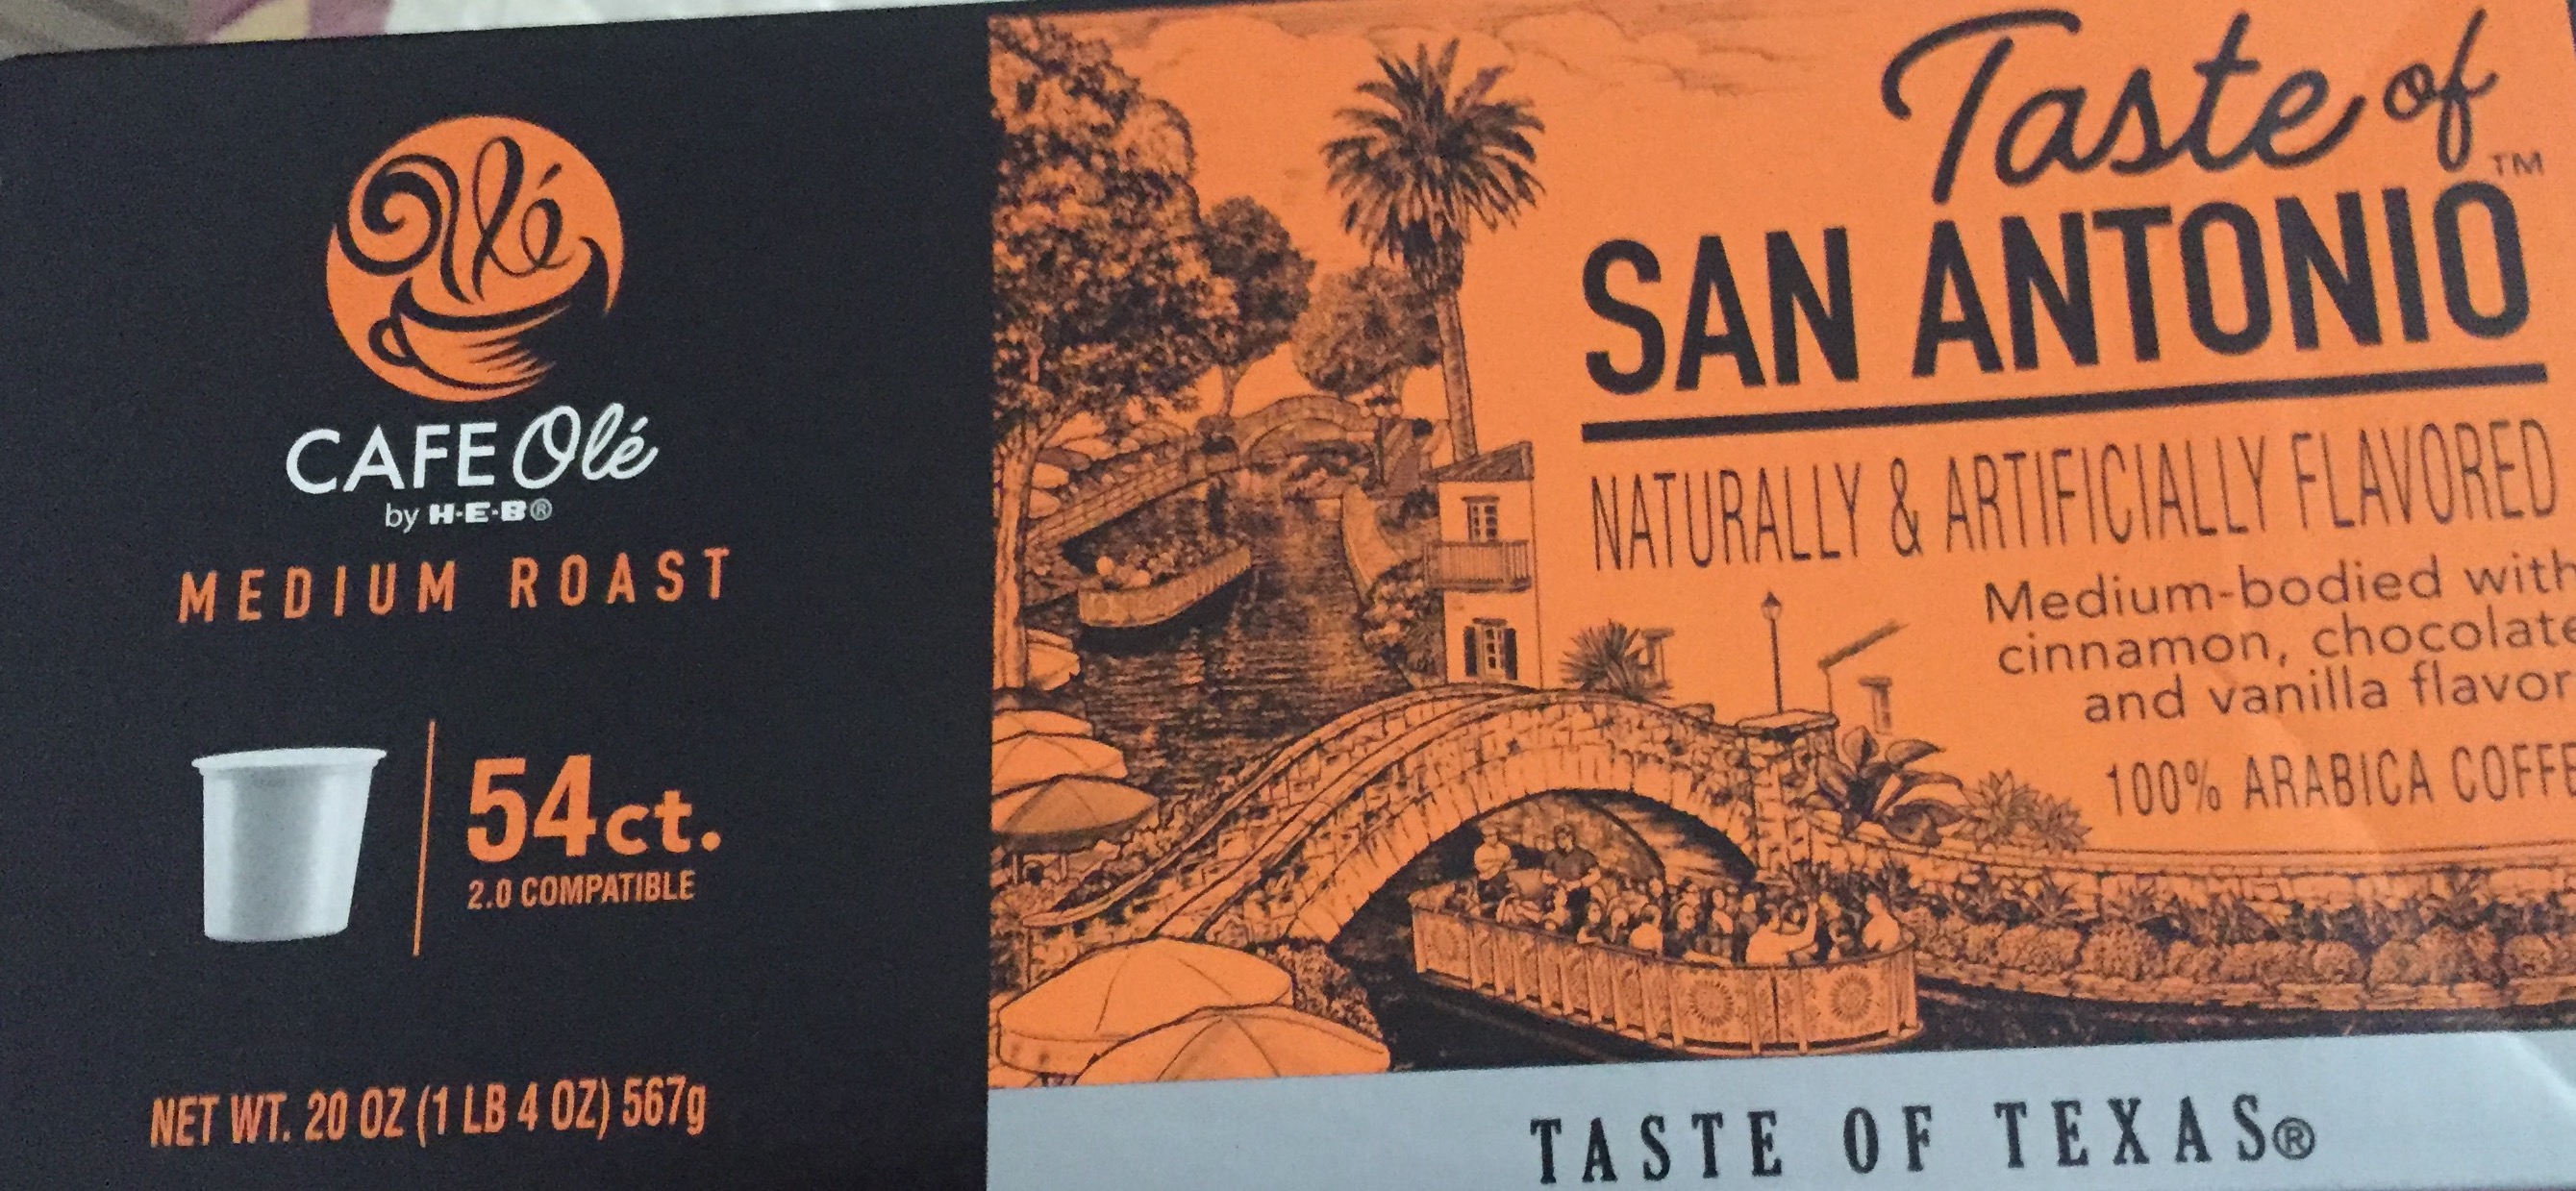 Olé
CAFE Olé
by H-E-B®
MEDIUM ROAST
54ct.
2.0 COMPATIBLE
NET WT. 20 OZ (1 LB 4 OZ) 567g
Taste of
SAN ANTONIO™
NATURALLY & ARTIFICIALLY FLAVORED
Medium-bodied with
cinnamon, chocolate
and vanilla flavor
100% ARABICA COFFE
TASTE OF TEXAS®